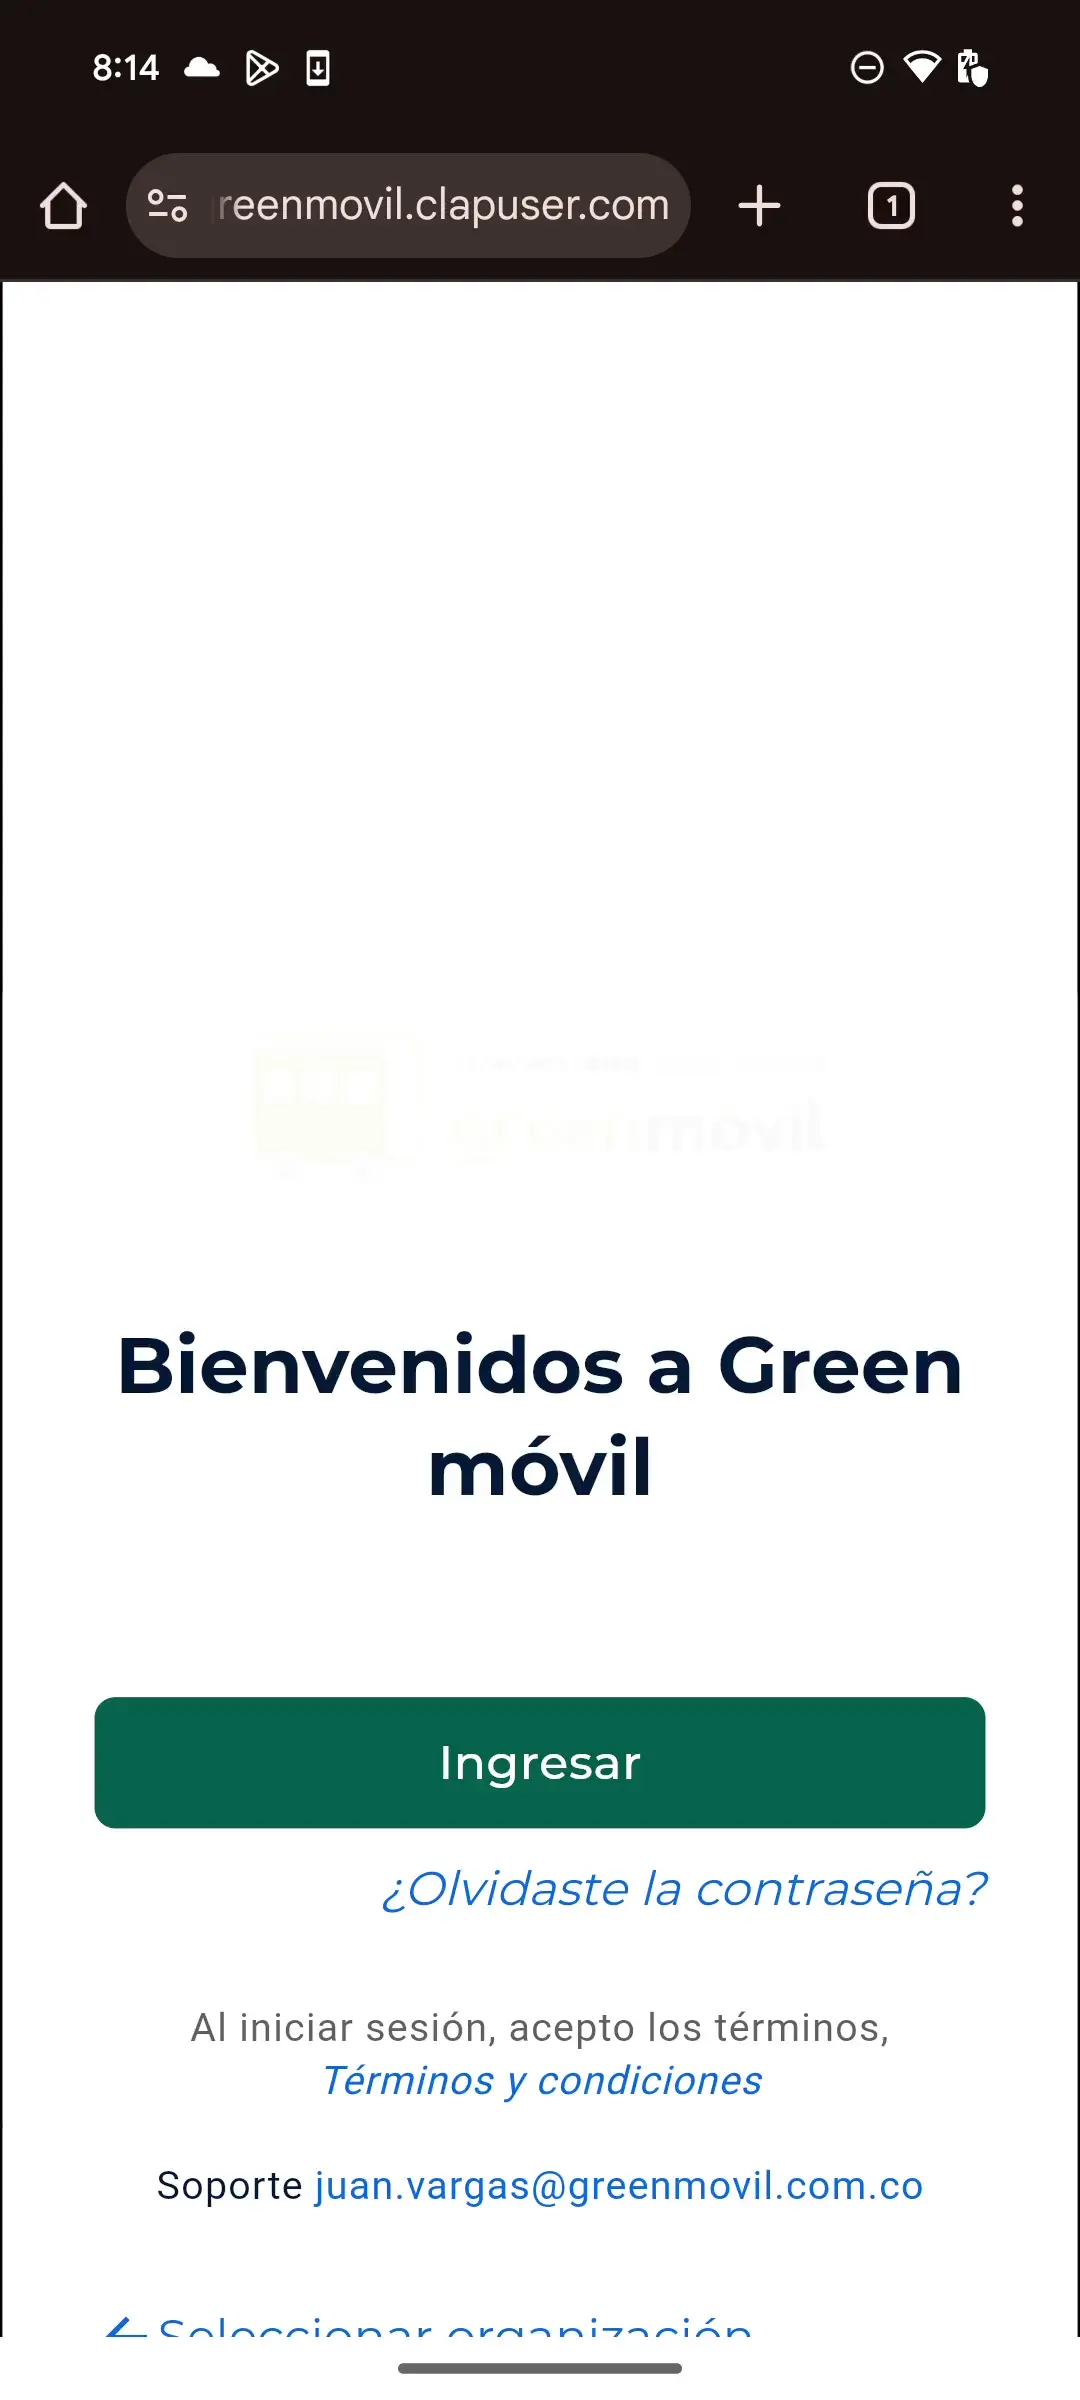 8:14
reenmovil.clapuser.com
1
greenmóvil
Bienvenidos a Green
móvil
Ingresar
¿Olvidaste la contraseña?
Al iniciar sesión, acepto los términos,
Términos y condiciones
Soporte juan.vargas@greenmovil.com.co
Seleccionar organización